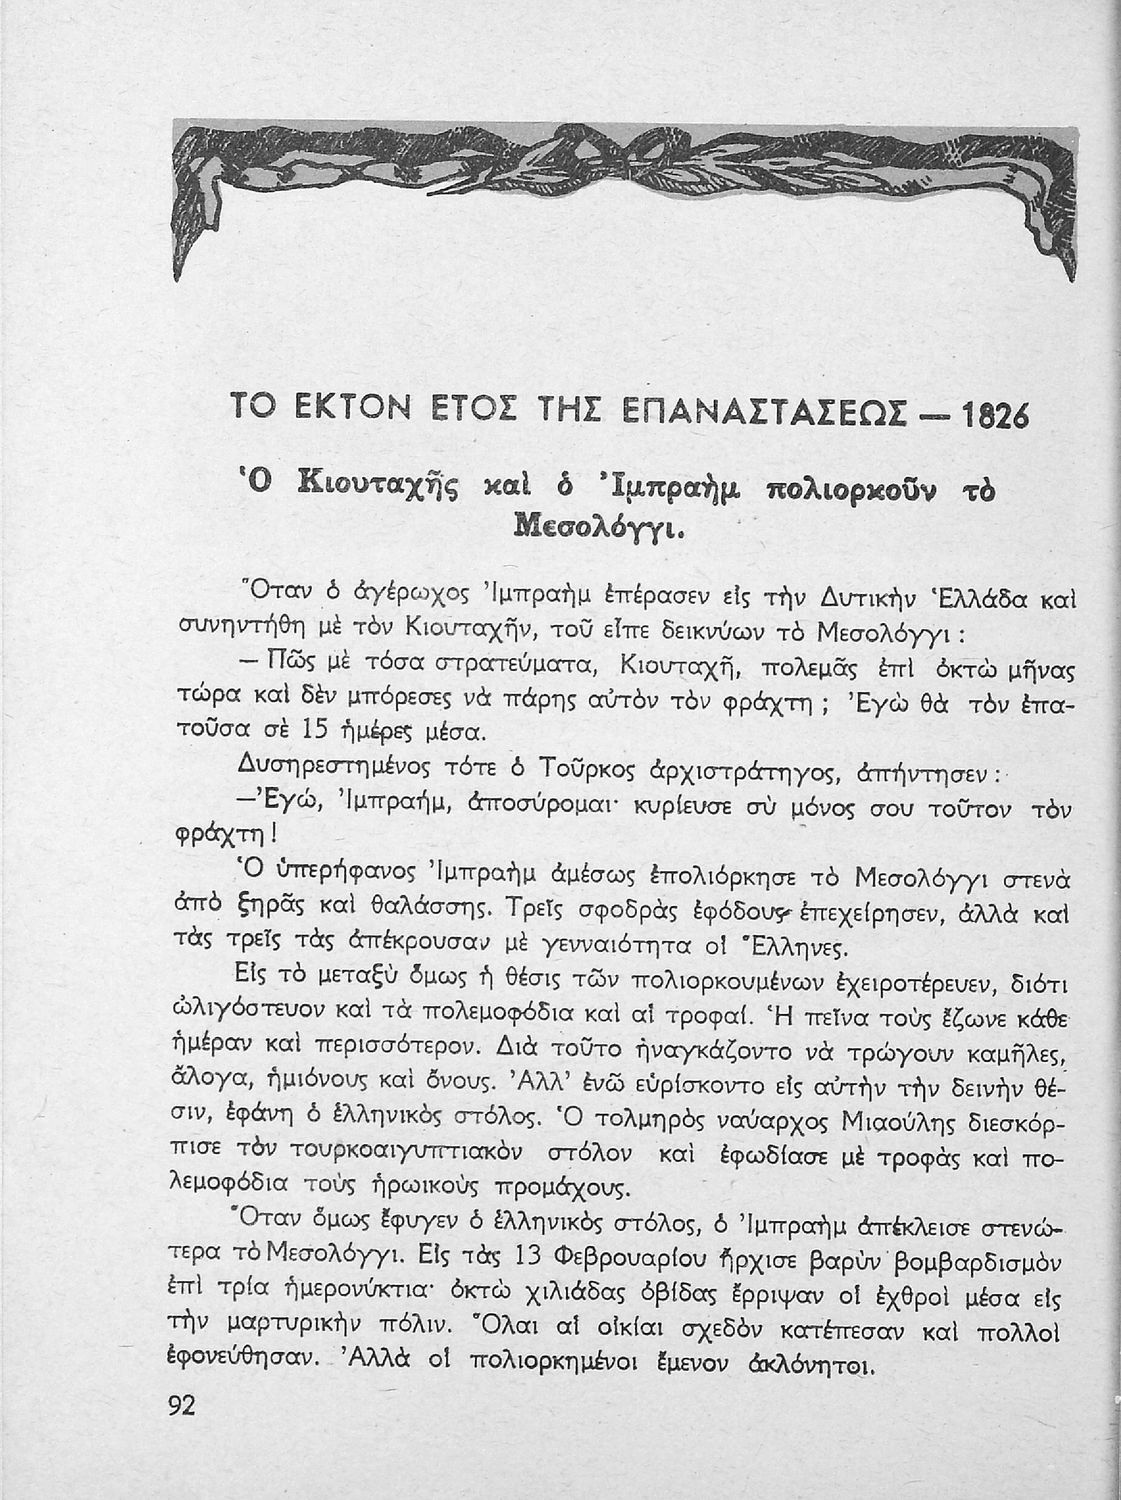 ΤΟ ΕΚΤΟΝ ΕΤΟΣ ΤΗΣ ΕΠΑΝΑΣΤΑΣΕΩΣ — 1826
Ὁ Κιουταχῆς καὶ ὁ Ἰμπραὴμ πολιορκοῦν τὸ
Μεσολόγγι.
Ὅταν ὁ ἀγέρωχος Ἰμπραὴμ ἐπέρασεν εἰς τὴν Δυτικὴν Ἑλλάδα καὶ
συνηντήθη μὲ τὸν Κιουταχῆν, τοῦ εἶπε δεικνύων τὸ Μεσολόγγι :
— Πῶς μὲ τόσα στρατεύματα, Κιουταχῆ, πολεμᾶς ἐπὶ ὀκτὼ μῆνας
τώρα καὶ δὲν μπόρεσες νὰ πάρης αὐτὸν τὸν φράχτη ; Ἐγὼ θὰ τὸν ἐπα-
τοῦσα σὲ 15 ἡμέρες μέσα.
Δυσηρεστημένος τότε ὁ Τοῦρκος ἀρχιστράτηγος, ἀπήντησεν :
—Ἐγώ, Ἰμπραήμ, ἀποσύρομαι· κυρίευσε σὺ μόνος σου τοῦτον τὸν
φράχτη !
Ὁ ὑπερήφανος Ἰμπραὴμ ἀμέσως ἐπολιόρκησε τὸ Μεσολόγγι στενὰ
ἀπὸ ξηρᾶς καὶ θαλάσσης. Τρεῖς σφοδρὰς ἐφόδους ἐπεχείρησεν, ἀλλὰ καὶ
τὰς τρεῖς τὰς ἀπέκρουσαν μὲ γενναιότητα οἱ Ἕλληνες.
Εἰς τὸ μεταξὺ ὅμως ἡ θέσις τῶν πολιορκουμένων ἐχειροτέρευεν, διότι
ὠλιγόστευον καὶ τὰ πολεμοφόδια καὶ αἱ τροφαί. Ἡ πεῖνα τοὺς ἔζωνε κάθε
ἡμέραν καὶ περισσότερον. Διὰ τοῦτο ἠναγκάζοντο νὰ τρώγουν καμῆλες,
ἄλογα, ἡμιόνους καὶ ὄνους. Ἀλλ’ ἐνῶ εὑρίσκοντο εἰς αὐτὴν τὴν δεινὴν θέ-
σιν, ἐφάνη ὁ ἑλληνικὸς στόλος. Ὁ τολμηρὸς ναύαρχος Μιαούλης διεσκόρ-
πισε τὸν τουρκοαιγυπτιακὸν στόλον καὶ ἐφωδίασε μὲ τροφὰς καὶ πο-
λεμοφόδια τοὺς ἡρωικοὺς προμάχους.
Ὅταν ὅμως ἔφυγεν ὁ ἑλληνικὸς στόλος, ὁ Ἰμπραὴμ ἀπέκλεισε στενώ-
τερα τὸ Μεσολόγγι. Εἰς τὰς 13 Φεβρουαρίου ἤρχισε βαρὺν βομβαρδισμὸν
ἐπὶ τρία ἡμερονύκτια· ὀκτὼ χιλιάδας ὀβίδας ἔρριψαν οἱ ἐχθροὶ μέσα εἰς
τὴν μαρτυρικὴν πόλιν. Ὅλαι αἱ οἰκίαι σχεδὸν κατέπεσαν καὶ πολλοὶ
ἐφονεύθησαν. Ἀλλὰ οἱ πολιορκημένοι ἔμενον ἀκλόνητοι.
92